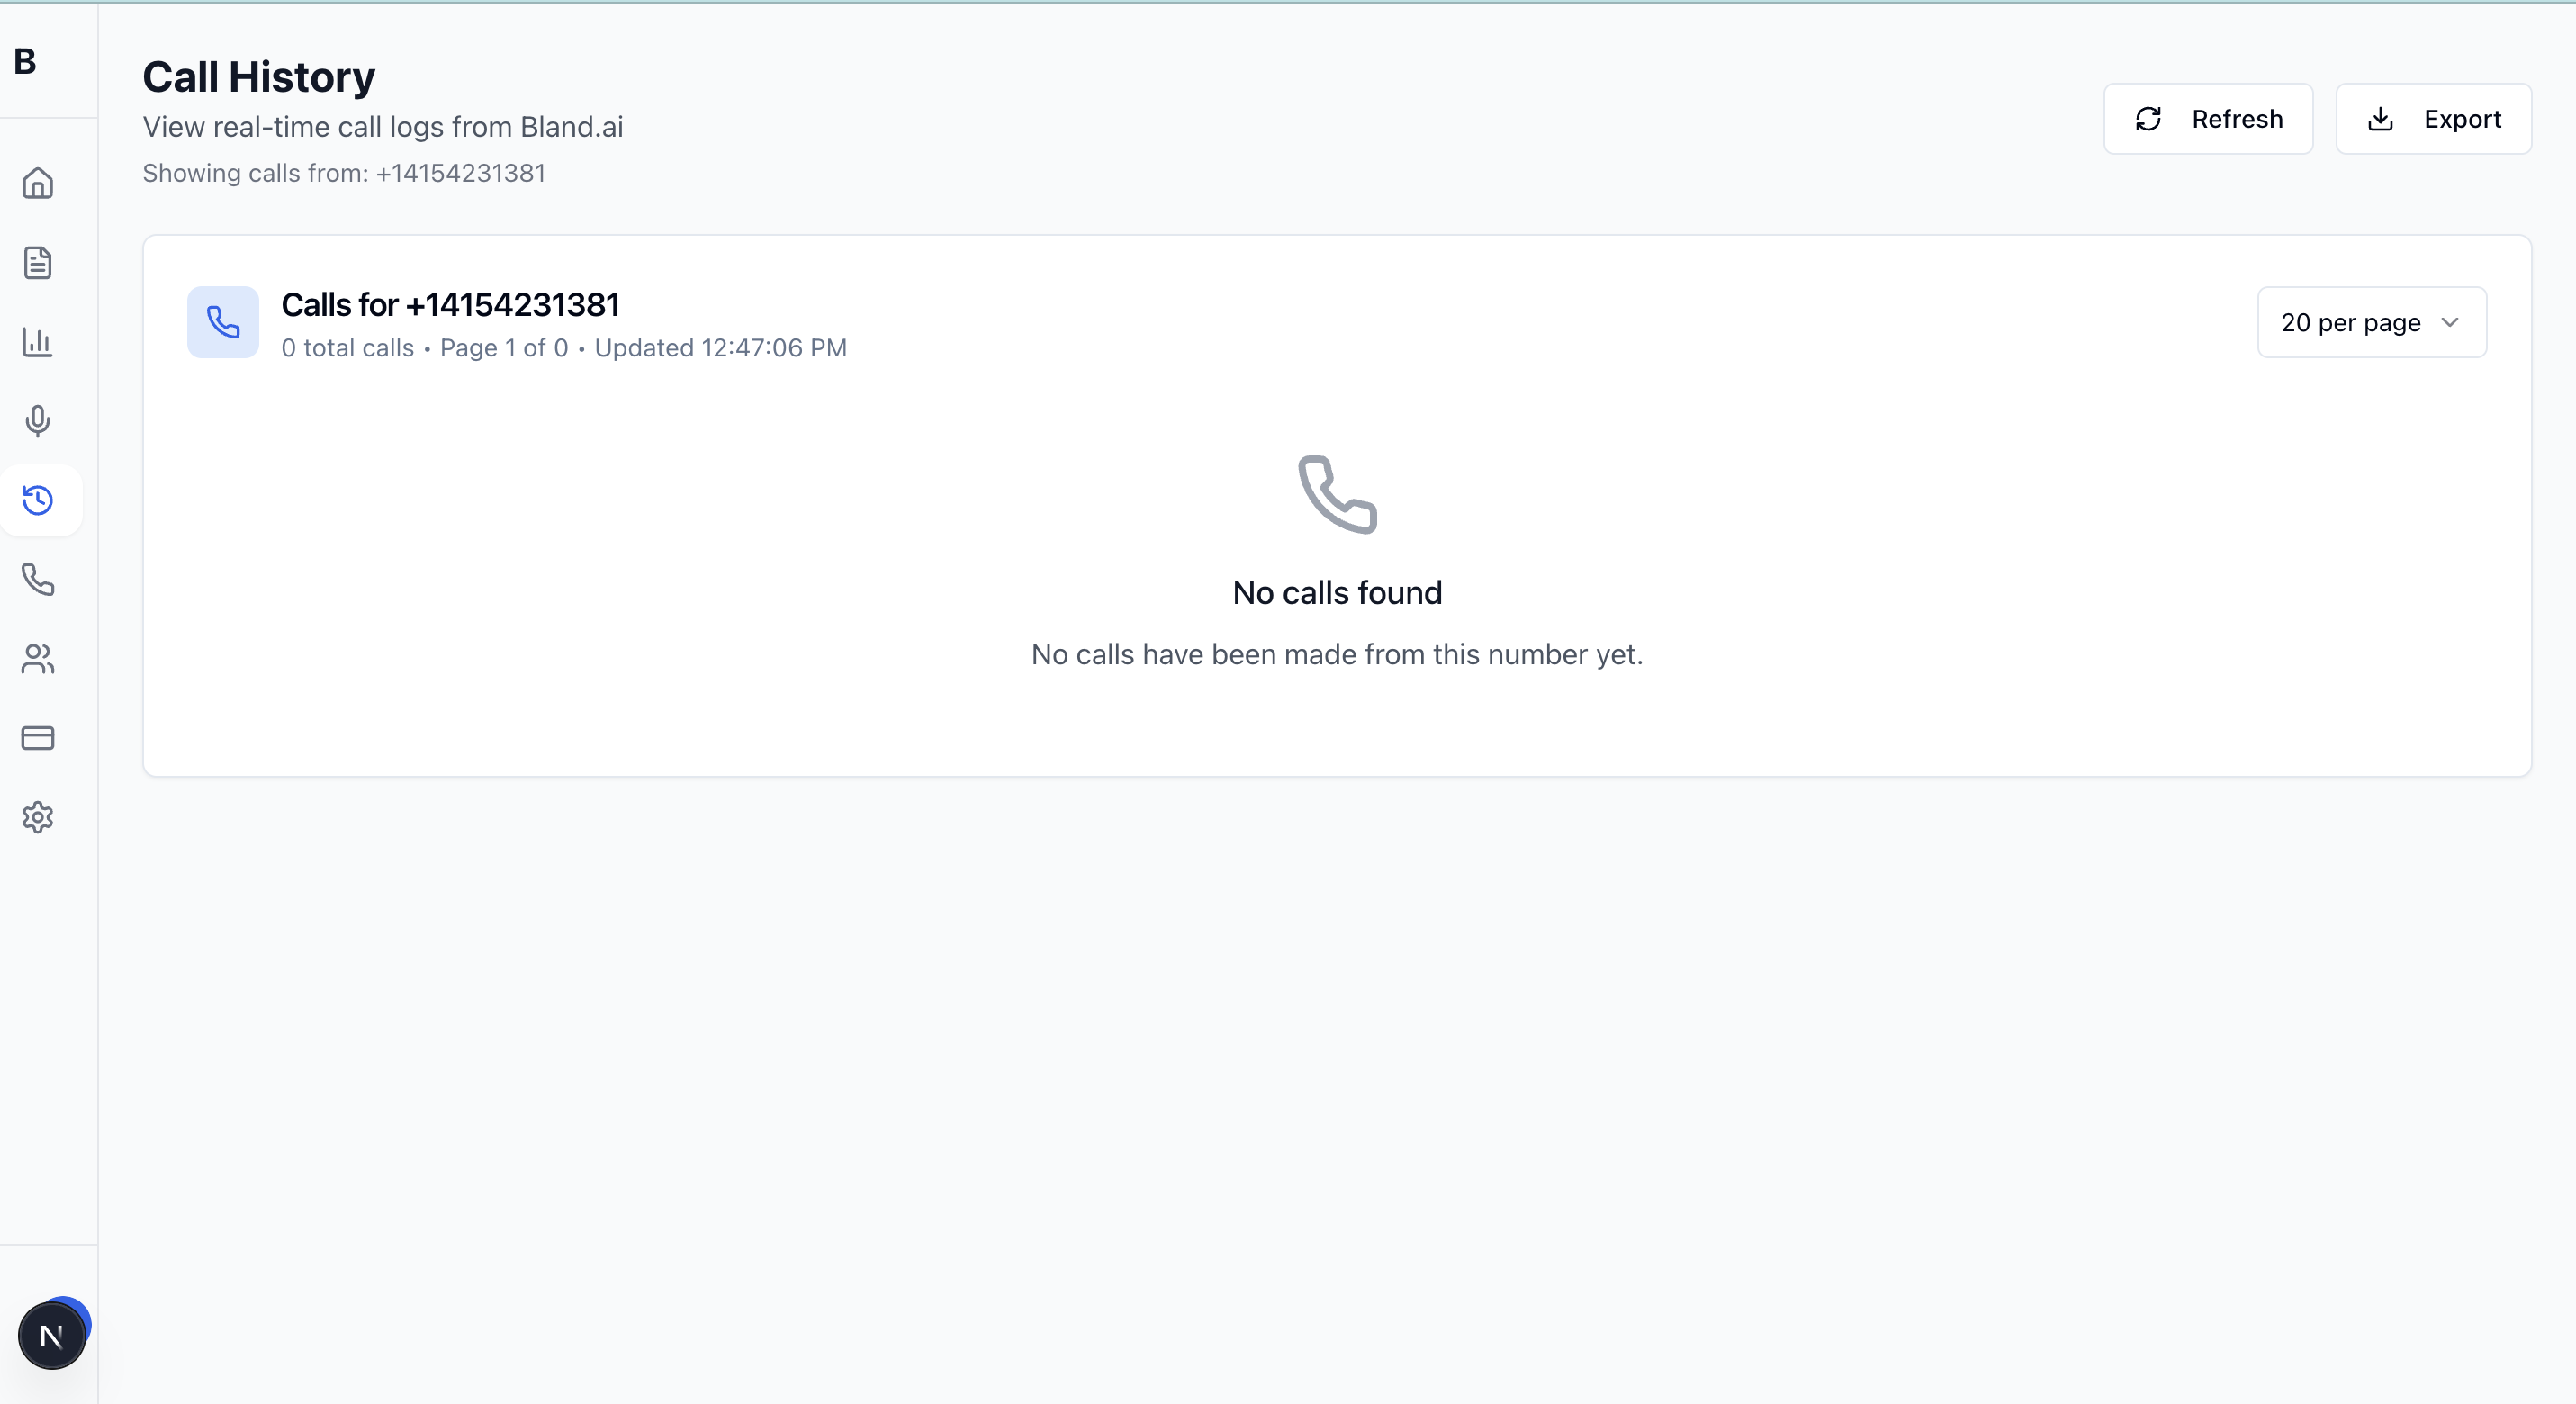 B
Call History
View real-time call logs from Bland.ai
Showing calls from: +14154231381
Refresh
Export
Calls for +14154231381
0 total calls • Page 1 of 0 • Updated 12:47:06 PM
20 per page
No calls found
No calls have been made from this number yet.
N